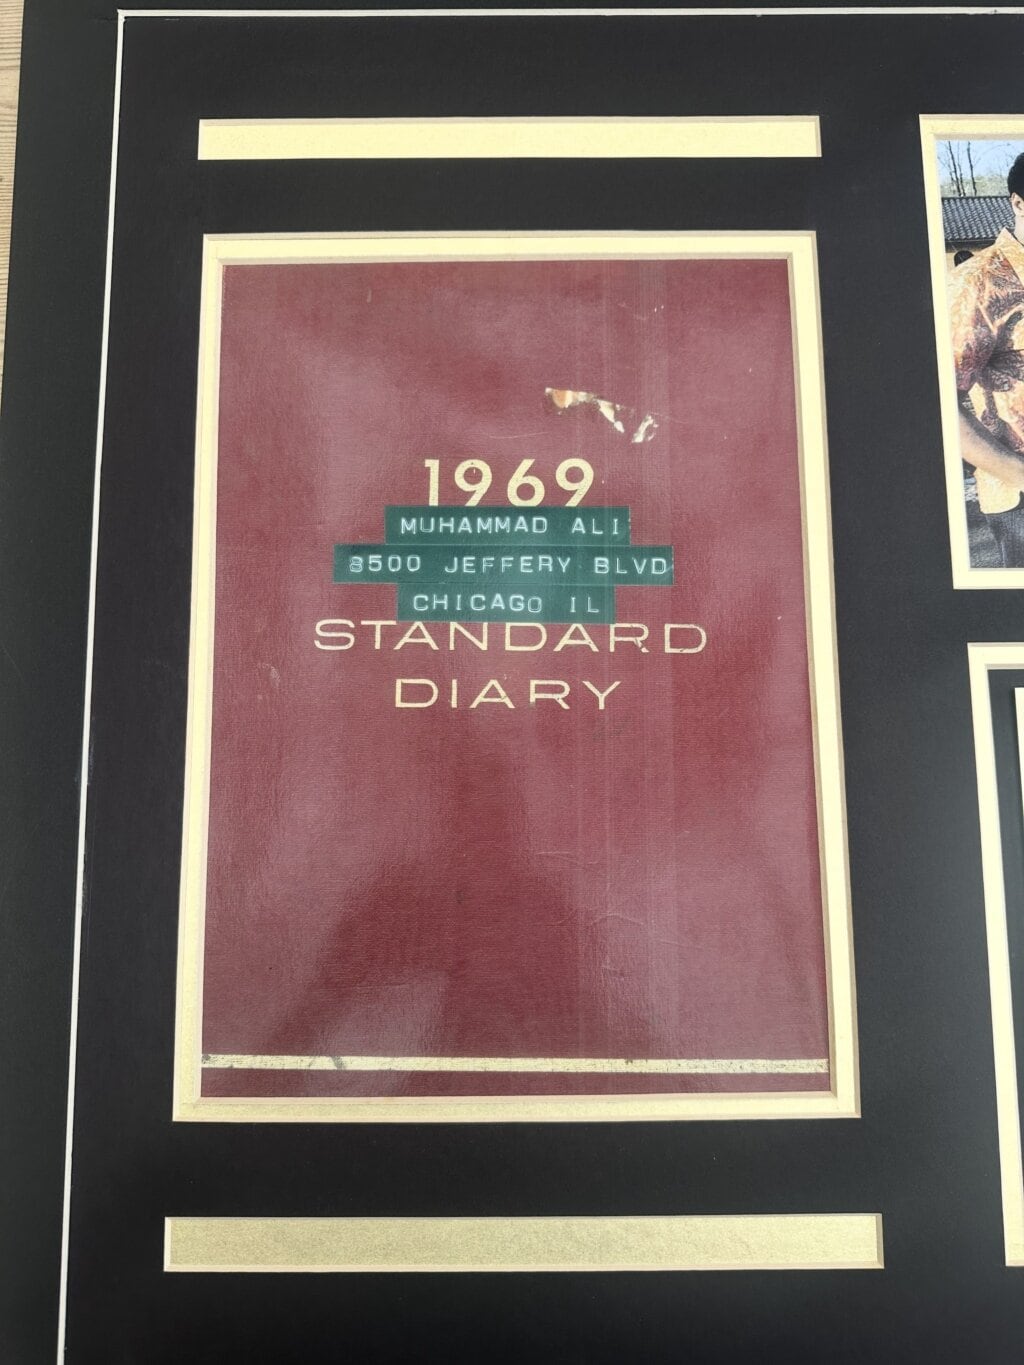 1969
MUHAMMAD ALI
8500 JEFFERY BLVD
CHICAGO IL
STANDARD
DIARY